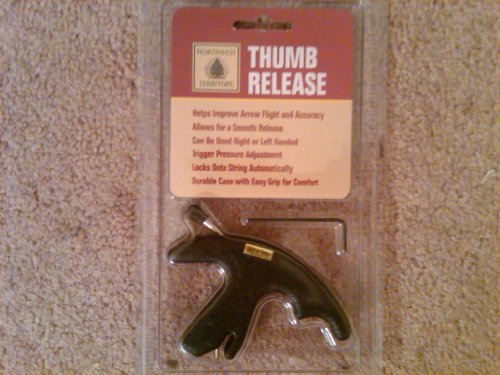 NORTHWEST
TERRITORY
THUMB
RELEASE
Helps Improve Arrow Flight and Accuracy
Allows for a Smooth Release
Can Be Used Right or Left Handed
Trigger Pressure Adjustment
Locks Onto String Automatically
Durable Case with Easy Grip for Comfort